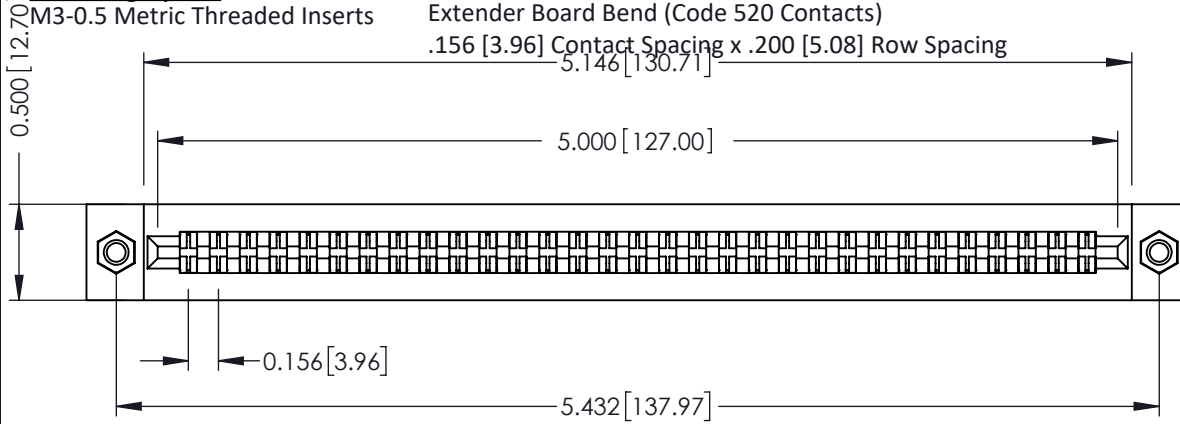 M3-0.5 Metric Threaded Inserts
Extender Board Bend (Code 520 Contacts)
.156 [3.96] Contact Spacing x .200 [5.08] Row Spacing
0.500 [12.70
5.146 [130.71]
5.000 [127.00]
0.156 [3.96]
5.432 [137.97]